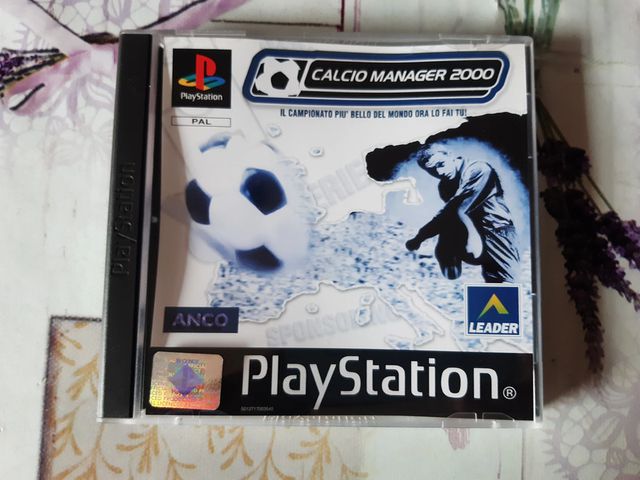 PlayStation
PlayStation
CALCIO MANAGER 2000
IL CAMPIONATO PIU' BELLO DEL MONDO ORA LO FAI TU!
PAL
ANCO
LEADER
PlayStation®